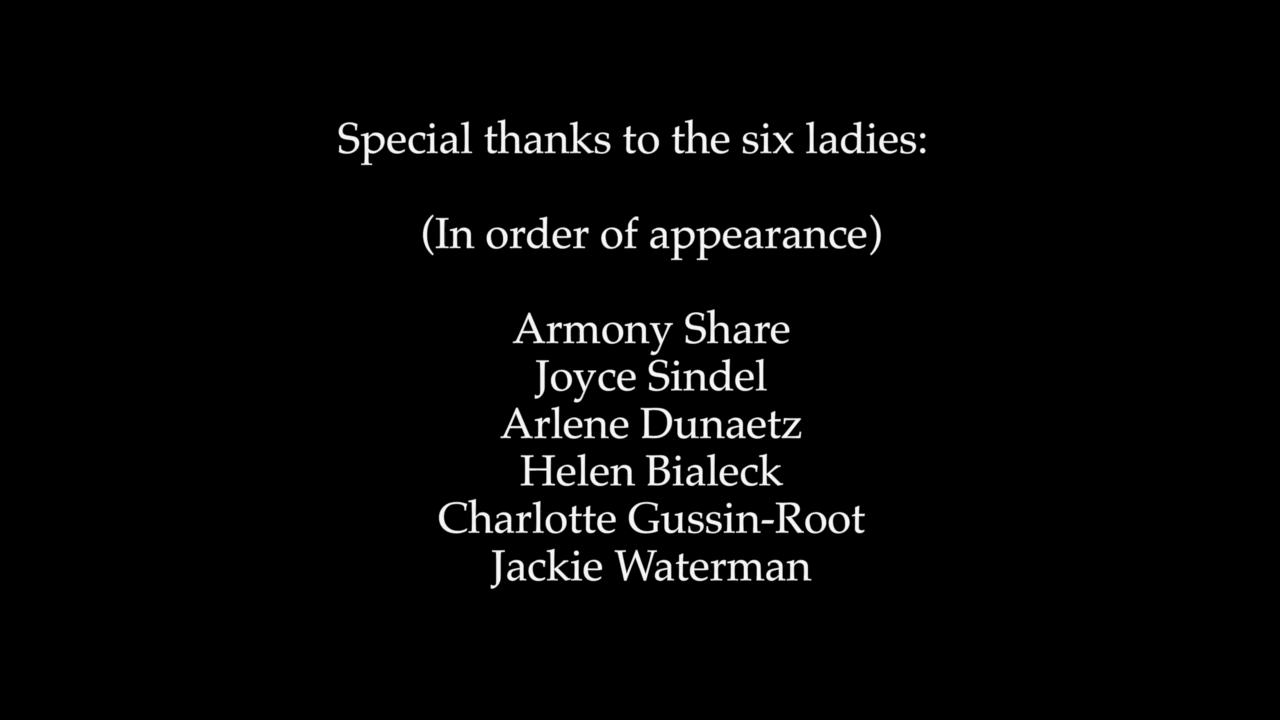 Special thanks to the six ladies:
(In order of appearance)
Armony Share
Joyce Sindel
Arlene Dunaetz
Helen Bialeck
Charlotte Gussin-Root
Jackie Waterman